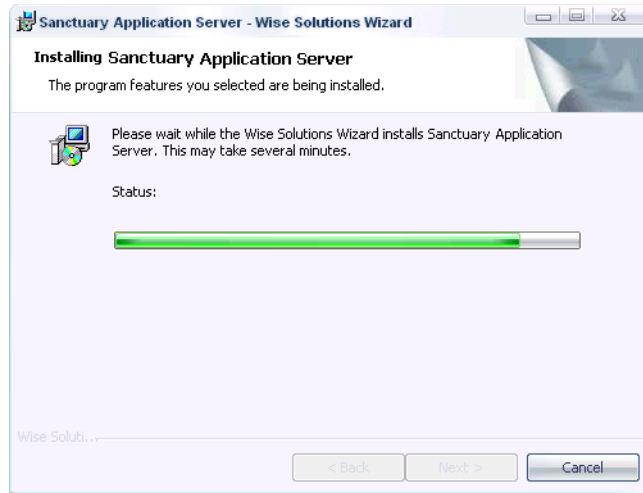 Sanctuary Application Server - Wise Solutions Wizard
Installing Sanctuary Application Server
The program features you selected are being installed.
Please wait while the Wise Solutions Wizard installs Sanctuary Application
Server. This may take several minutes.
Status:
Wise Soluti...
< Back
Next >
Cancel